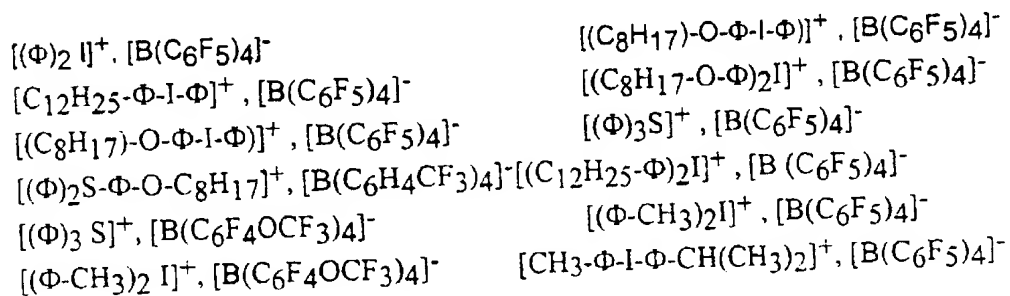 [(Φ)2 I]+, [B(C6F5)4]- [(C8H17)-O-Φ-I-Φ)]+ , [B(C6F5)4]-
[C12H25-Φ-I-Φ]+ , [B(C6F5)4]- [(C8H17-O-Φ)2I]+ , [B(C6F5)4]-
[(C8H17)-O-Φ-I-Φ)]+ , [B(C6F5)4]- [(Φ)3S]+ , [B(C6F5)4]-
[(Φ)2S-Φ-O-C8H17]+, [B(C6H4CF3)4]-[(C12H25-Φ)2I]+ , [B (C6F5)4]-
[(Φ)3 S]+, [B(C6F4OCF3)4]- [(Φ-CH3)2I]+ , [B(C6F5)4]-
[(Φ-CH3)2 I]+, [B(C6F4OCF3)4]- [CH3-Φ-I-Φ-CH(CH3)2]+, [B(C6F5)4]-